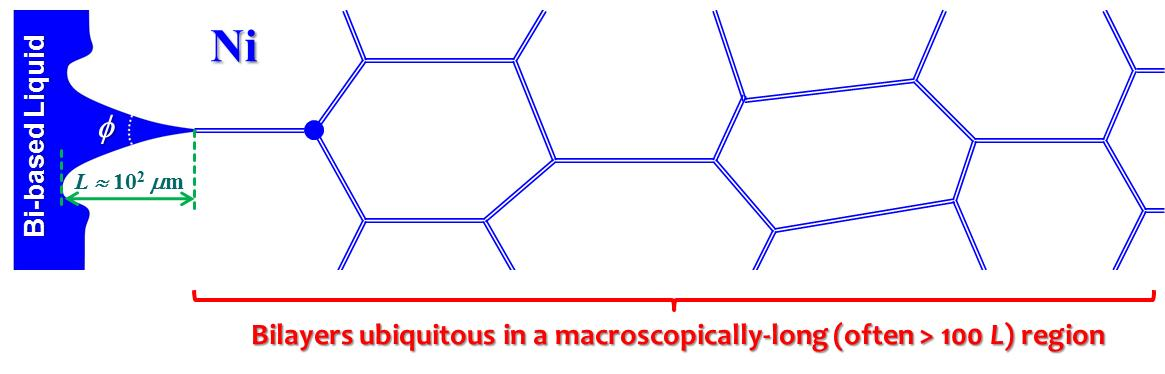 Bi-based Liquid
Ni
ϕ
L ≈ 10² μm
Bilayers ubiquitous in a macroscopically-long (often > 100 L) region